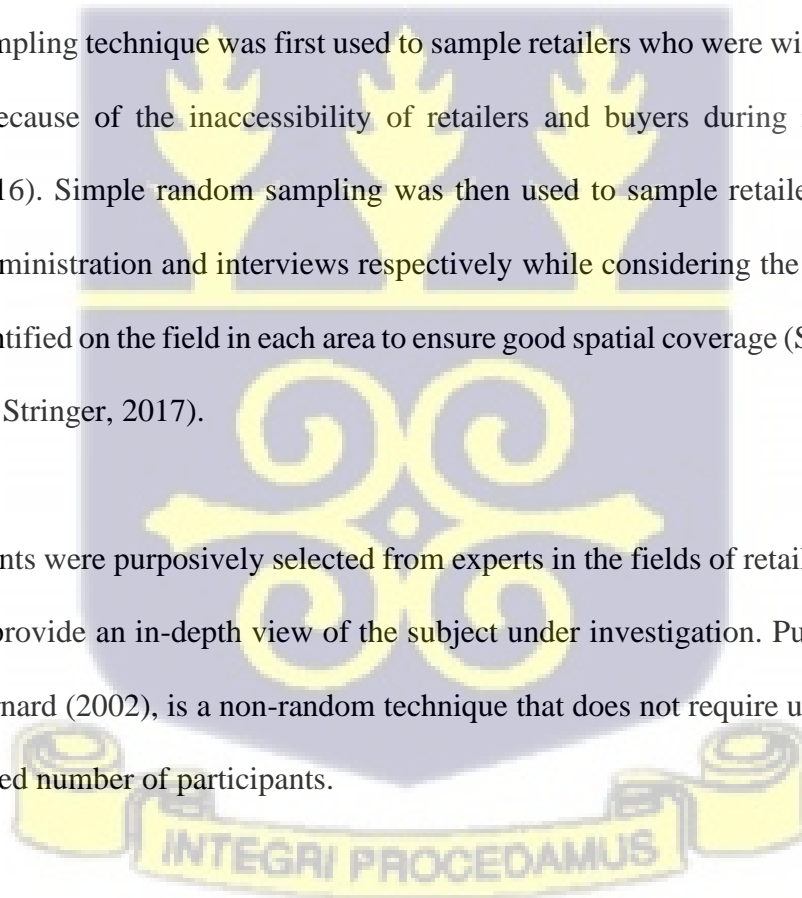 mpling technique was first used to sample retailers who were wi
ecause of the inaccessibility of retailers and buyers during
16). Simple random sampling was then used to sample retaile
ministration and interviews respectively while considering the
ntified on the field in each area to ensure good spatial coverage (S
Stringer, 2017).
nts were purposively selected from experts in the fields of retail
provide an in-depth view of the subject under investigation. Pu
rnard (2002), is a non-random technique that does not require u
ed number of participants.
INTEGRI PROCEDAMUS